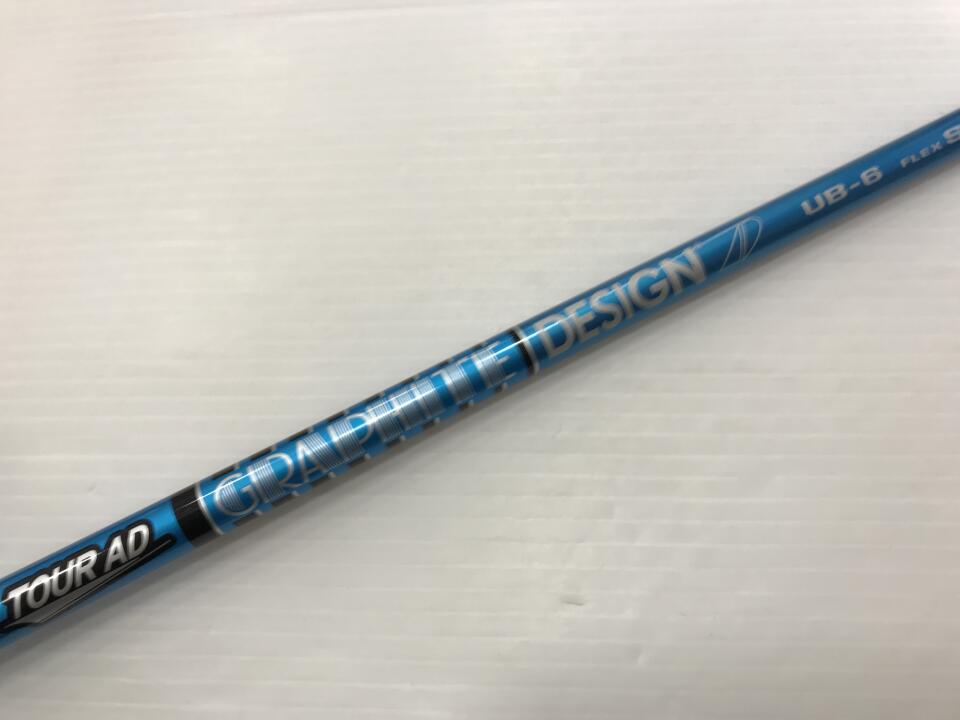 TOUR AD
GRAPHITE DESIGN
UB-6 FLEX S